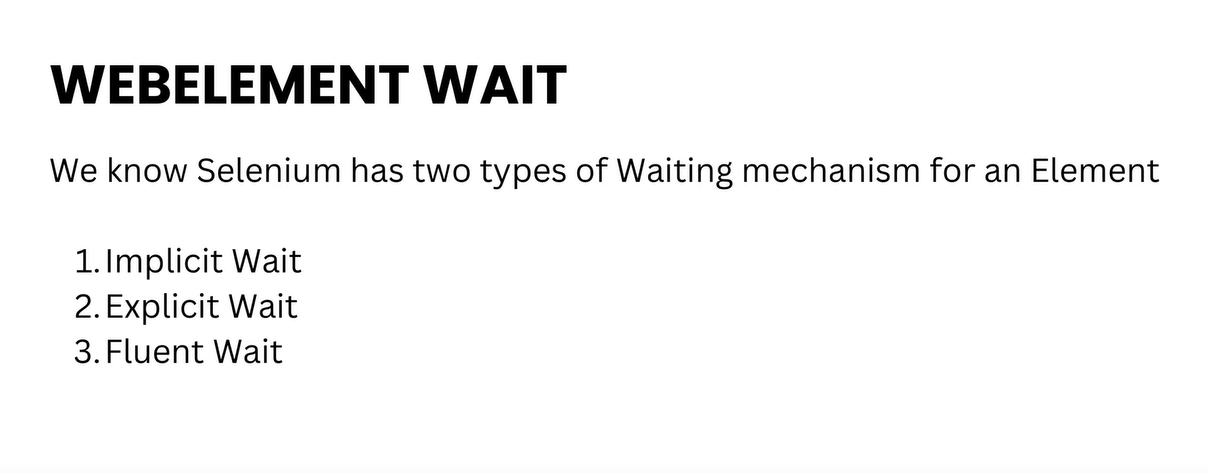 WEBELEMENT WAIT
We know Selenium has two types of Waiting mechanism for an Element
1. Implicit Wait
2. Explicit Wait
3. Fluent Wait